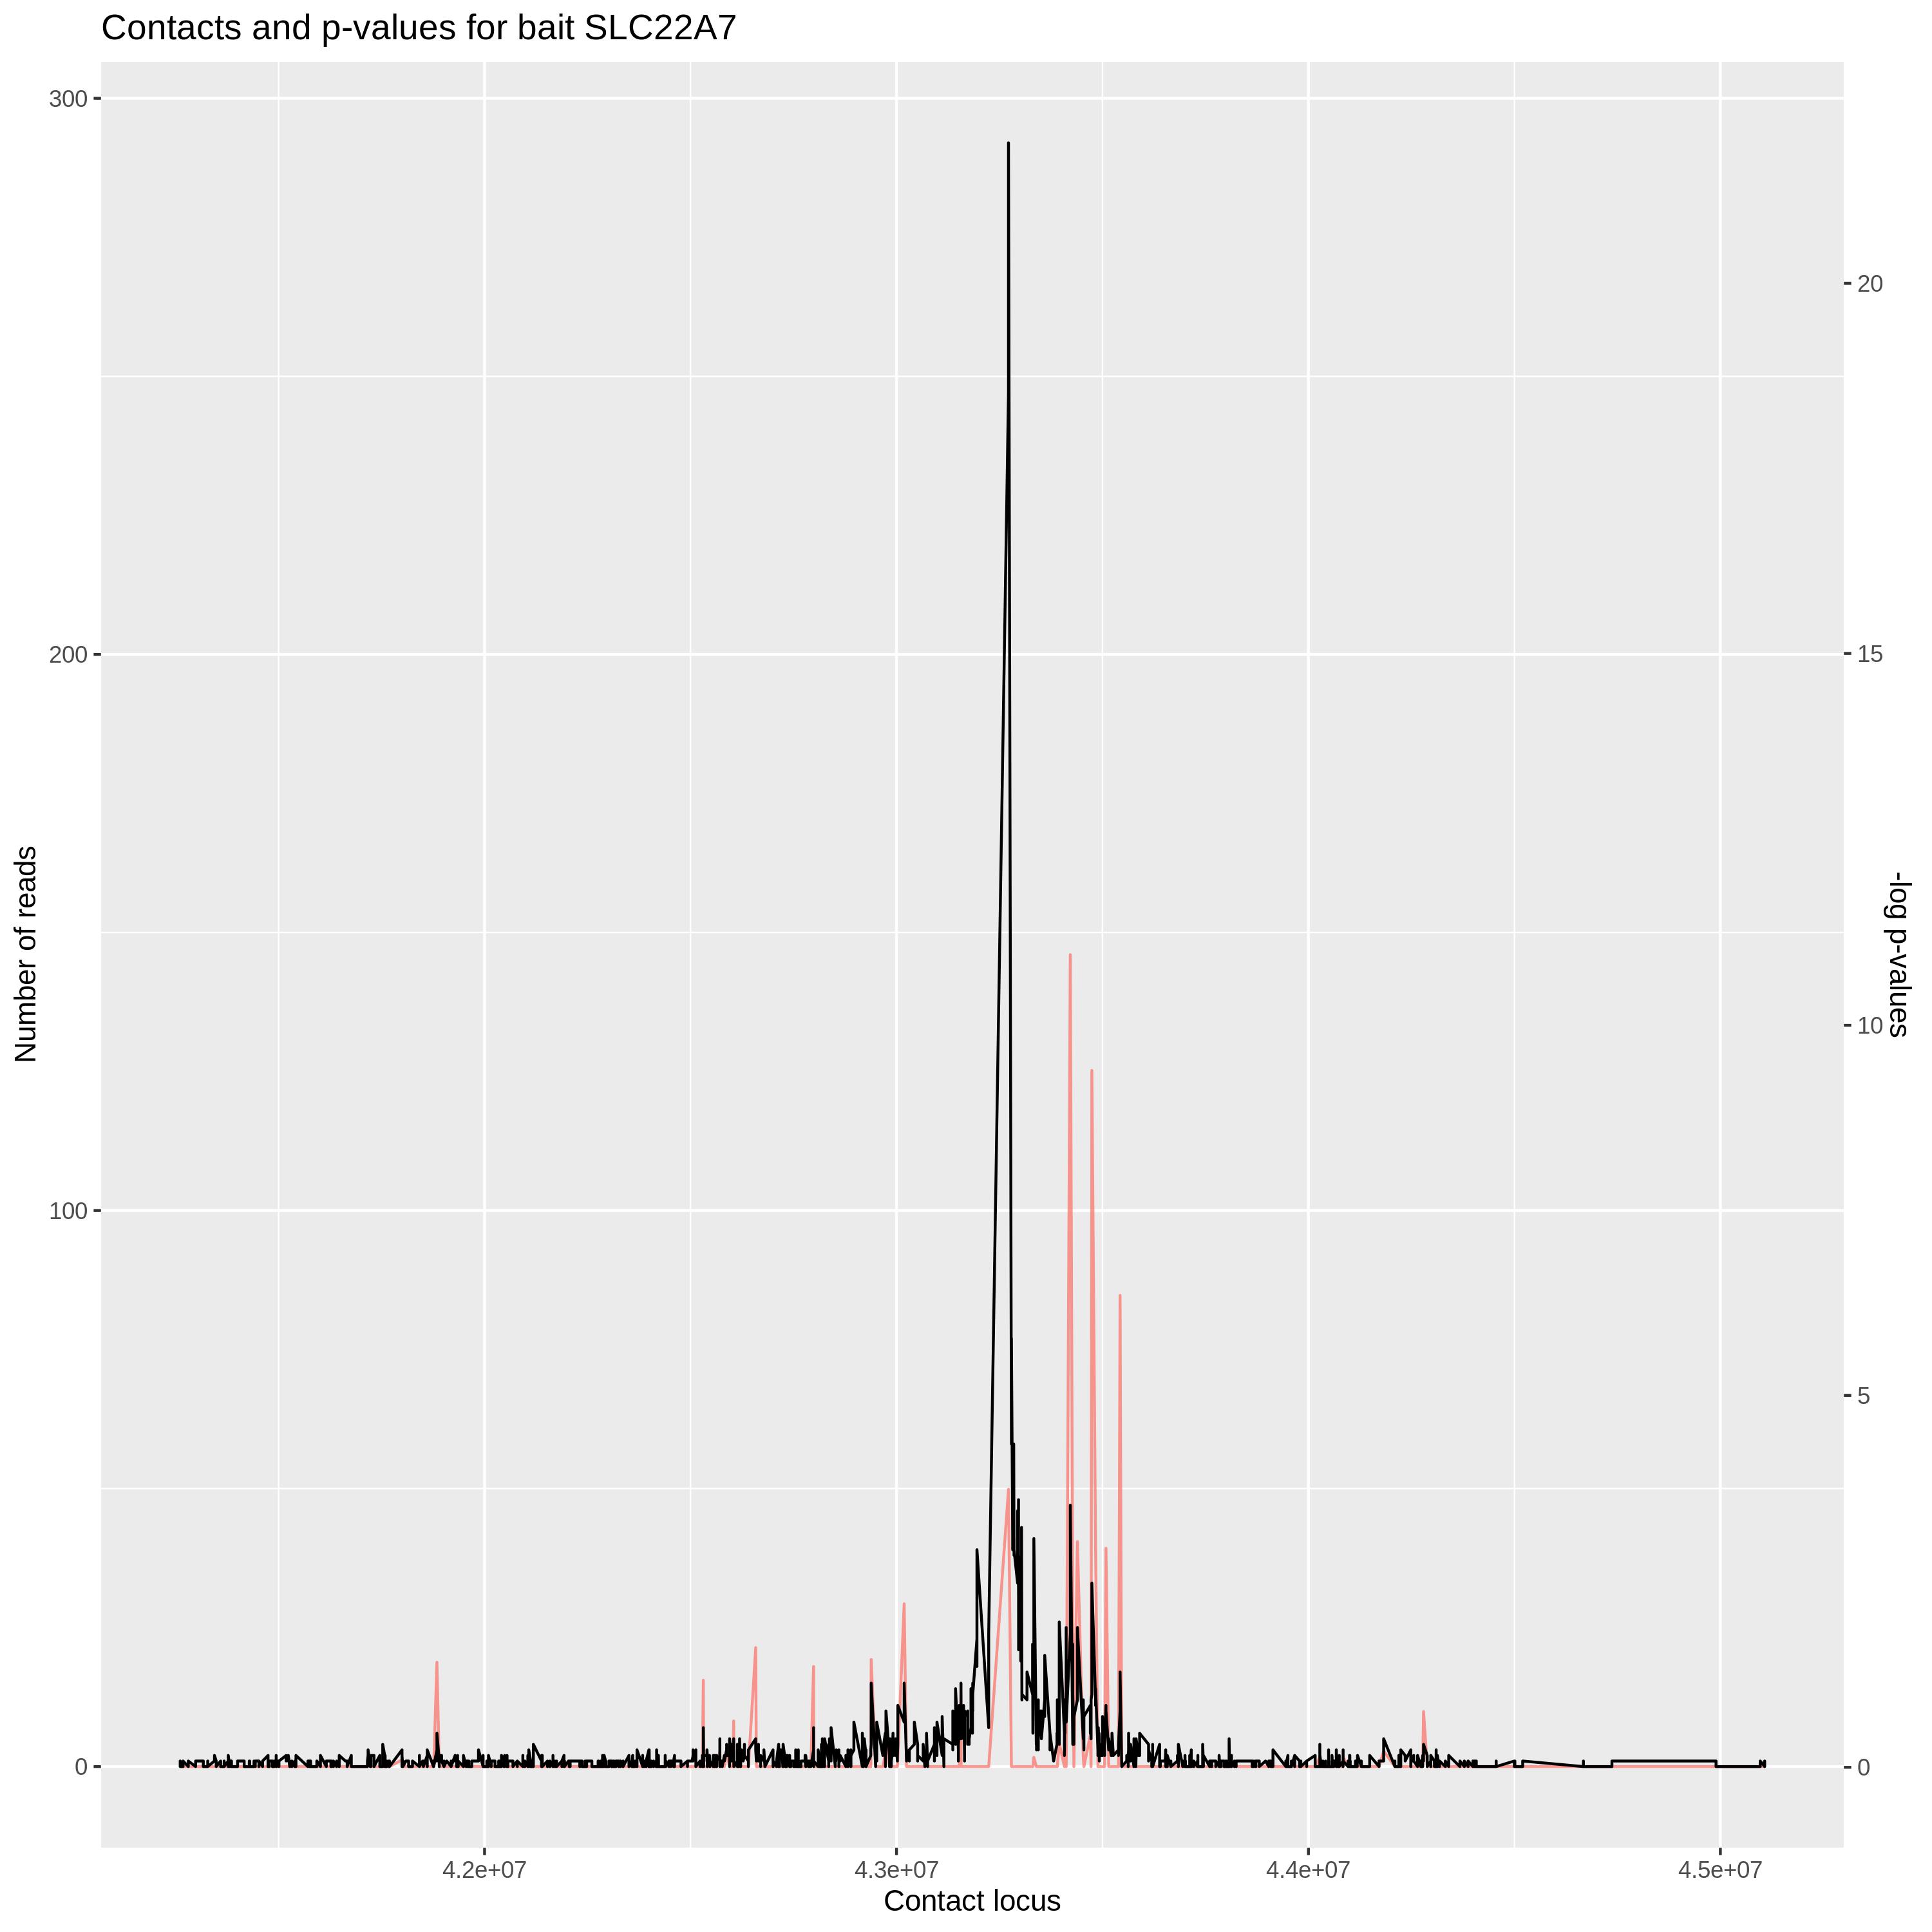 Contacts and p-values for bait SLC22A7
300
200
100
0
Number of reads
20
15
10
5
0
-log p-values
4.2e+07
4.3e+07
4.4e+07
4.5e+07
Contact locus